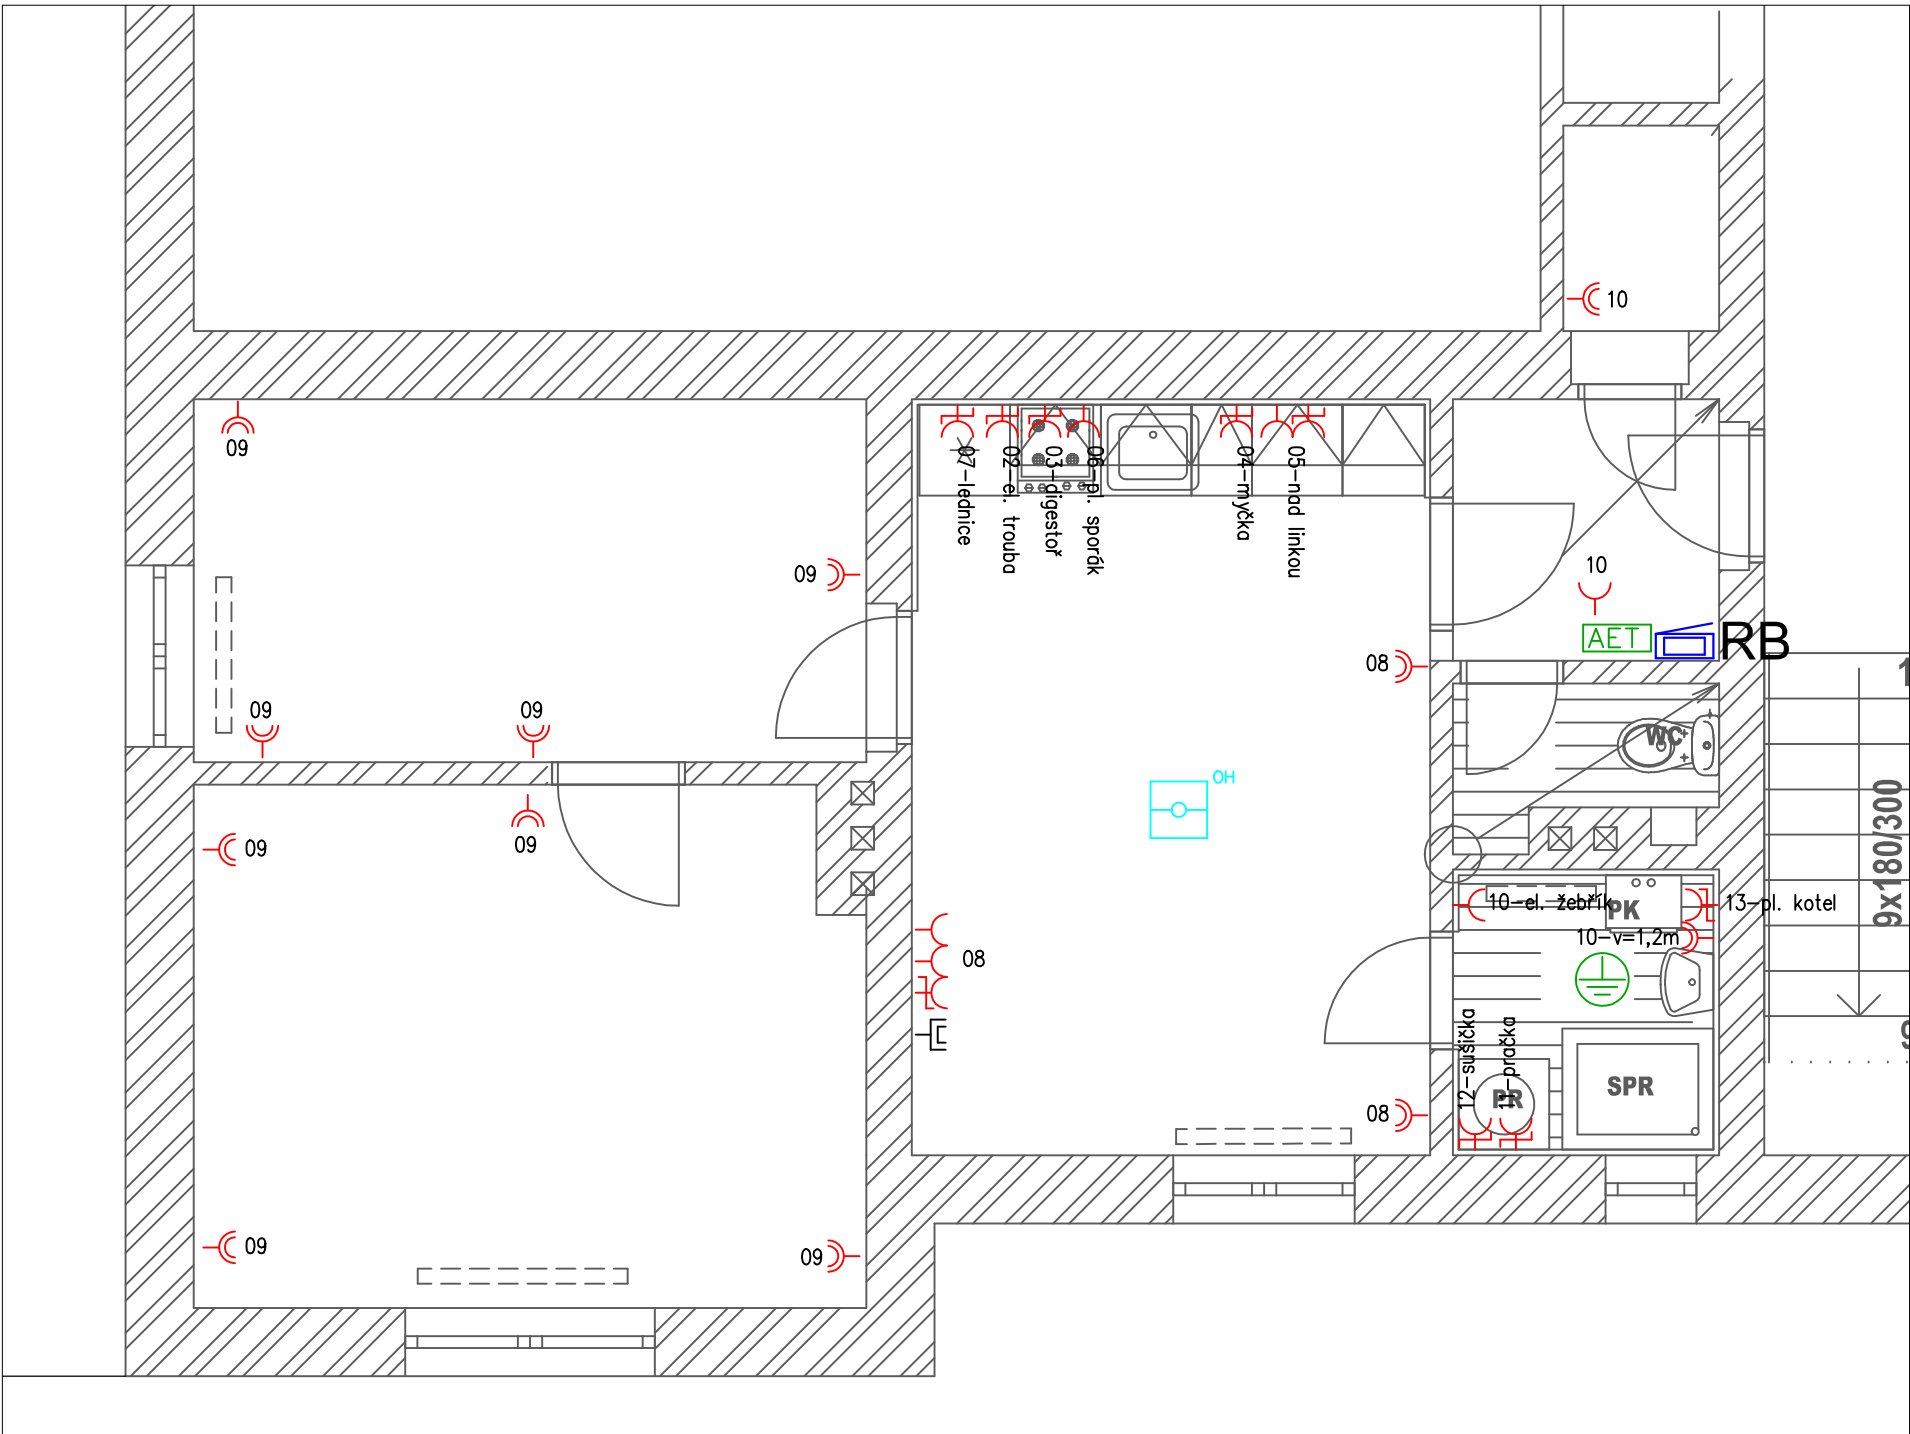 10
09
07-lednice
02-el. trouba
03-digestoř
06-pl. sporák
04-myčka
05-nad linkou
09
10
AET
RB
08
09
09
WC
OH
09
09
9x180/300
08
10-el. žebřík
PK
13-pl. kotel
10-v=1,2m
12-sušička
11-pračka
PR
SPR
08
09
09